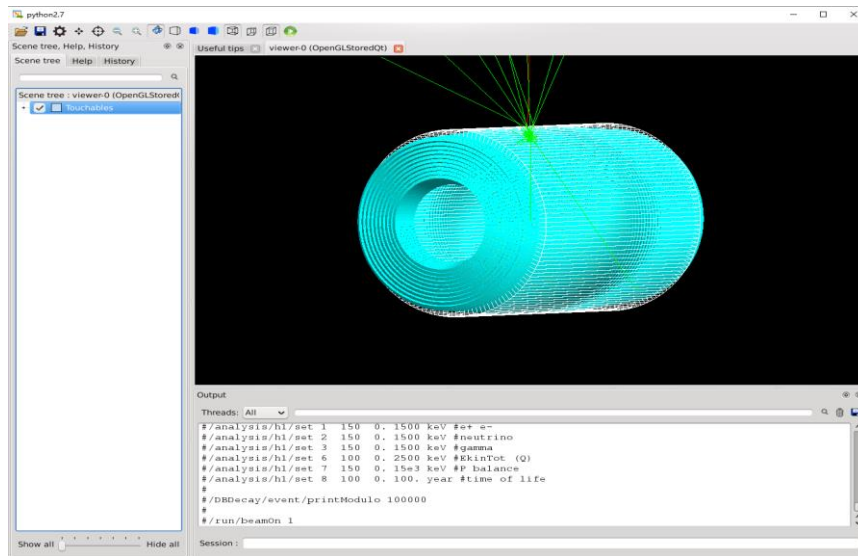 python2.7
Scene tree, Help, History
Useful tips
viewer-0 (OpenGLStoredQt)
Scene tree
Help
History
Scene tree : viewer-0 (OpenGLStoredQ
Touchables
Output
Threads: All
#/analysis/h1/set 1 150 0. 1500 keV #e+ e-
#/analysis/h1/set 2 150 0. 1500 keV #neutrino
#/analysis/h1/set 3 150 0. 1500 keV #gamma
#/analysis/h1/set 6 100 0. 2500 keV #EkinTot (Q)
#/analysis/h1/set 7 150 0. 15e3 keV #P balance
#/analysis/h1/set 8 100 0. 100. year #time of life
#
#/DBDecay/event/printModulo 100000
#
#/run/beamOn 1
Show all
Hide all
Session :